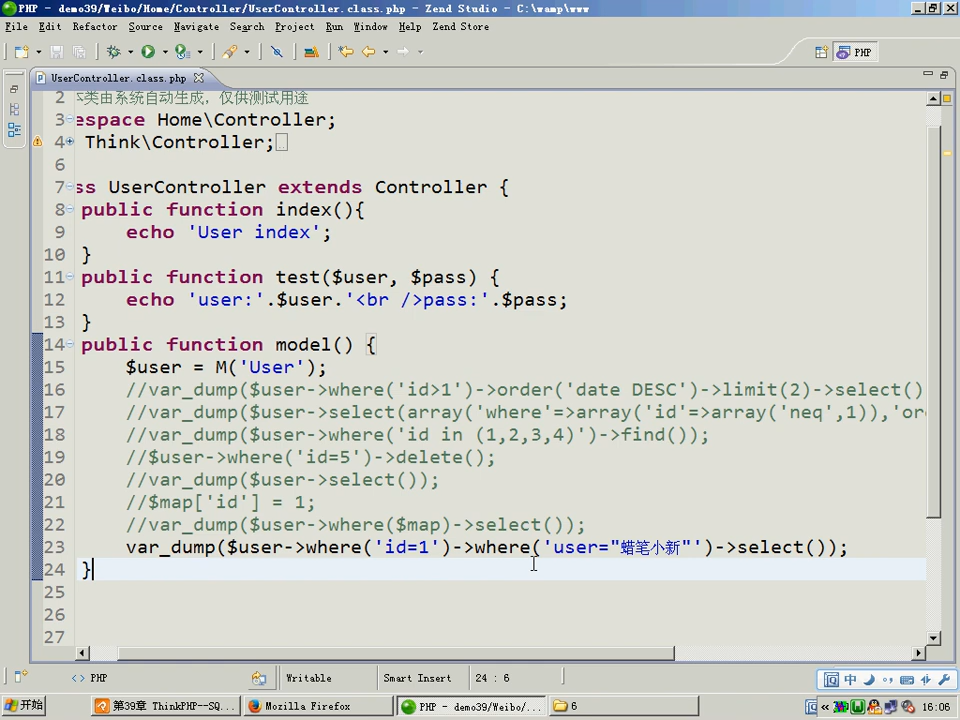 PHP - demo39/Weibo/Home/Controller/UserController.class.php - Zend Studio - C:\wamp\www
File Edit Refactor Source Navigate Search Project Run Window Help Zend Store
PHP
UserController.class.php
2 本类由系统自动生成，仅供测试用途
3 espace Home\Controller;
4 Think\Controller;
6
7 ss UserController extends Controller {
8 public function index(){
9 echo 'User index';
10 }
11 public function test($user, $pass) {
12 echo 'user:'.$user.'<br />pass:'.$pass;
13 }
14 public function model() {
15 $user = M('User');
16 //var_dump($user->where('id>1')->order('date DESC')->limit(2)->select()
17 //var_dump($user->select(array('where'=>array('id'=>array('neq',1)),'or
18 //var_dump($user->where('id in (1,2,3,4)')->find());
19 //$user->where('id=5')->delete();
20 //var_dump($user->select());
21 //$map['id'] = 1;
22 //var_dump($user->where($map)->select());
23 var_dump($user->where('id=1')->where('user="蜡笔小新"')->select());
24 }
25
26
27
<> PHP Writable Smart Insert 24 : 6
中
开始 第39章 ThinkPHP--SQ... Mozilla Firefox PHP - demo39/Weibo/... 6 16:06